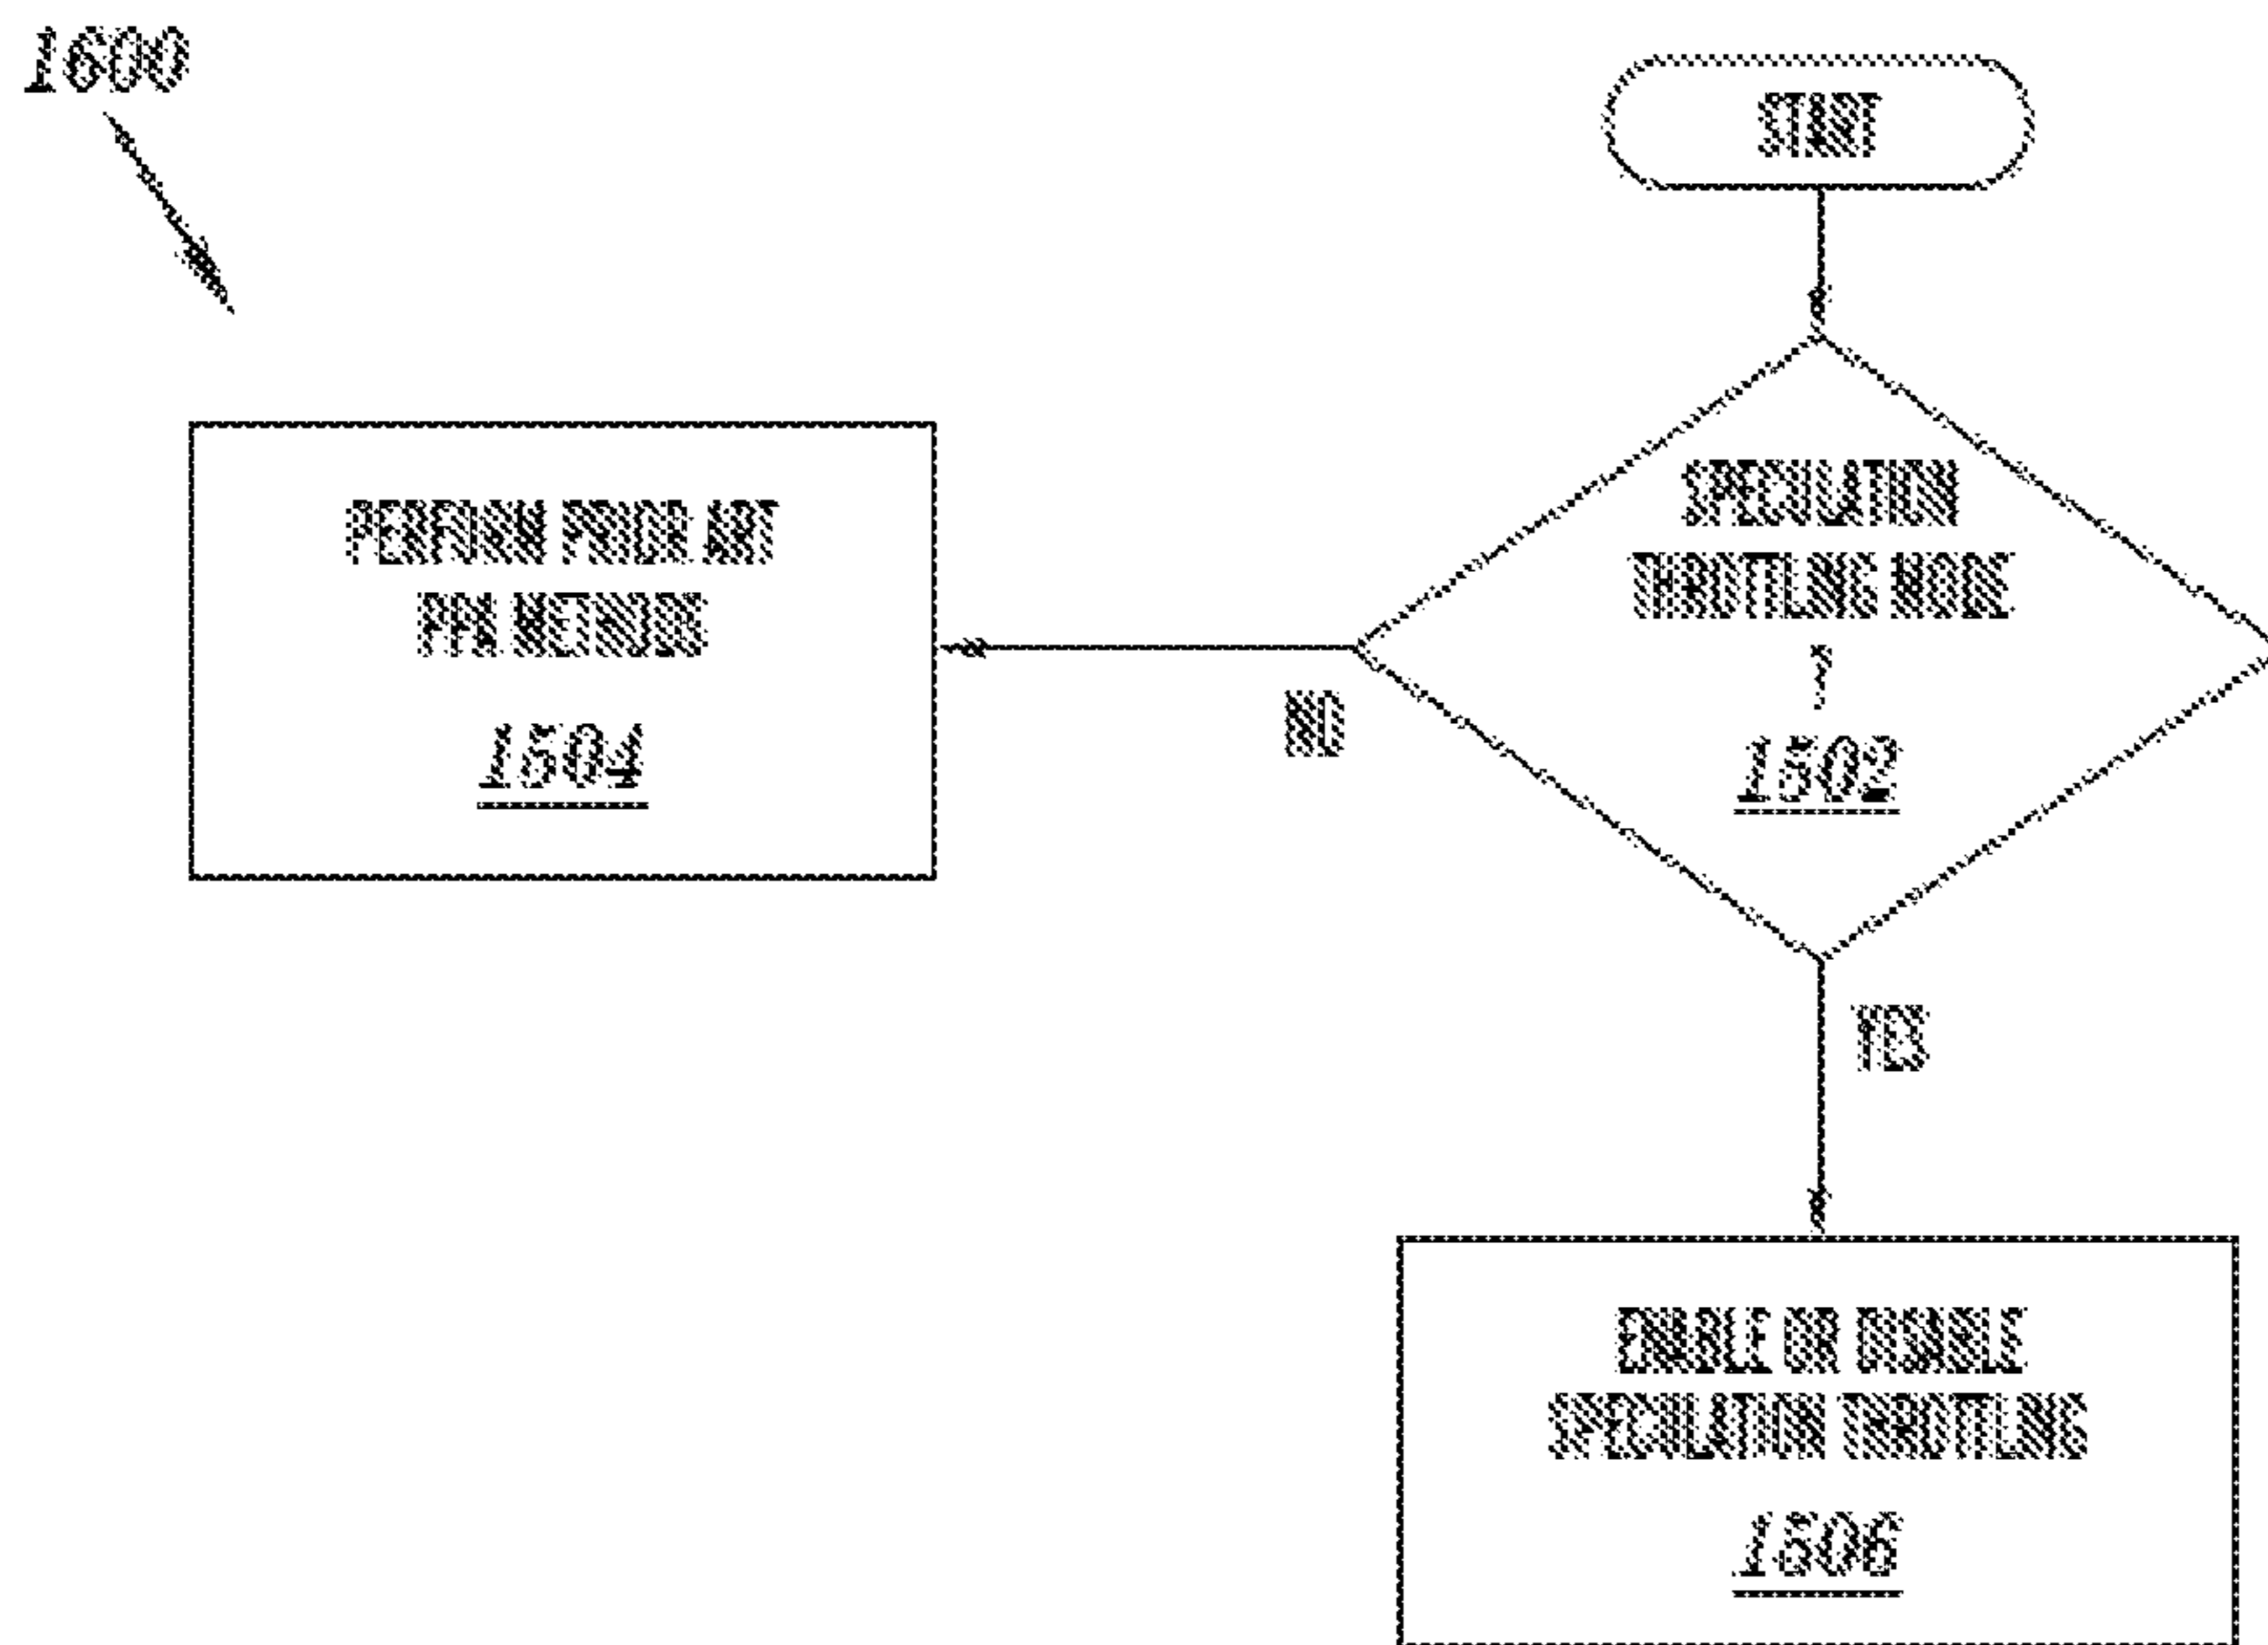 1600
START
SPECULATION
THROTTLING MODE
?
1502
NO
PERFORM PRIOR ART
PPM METHODS
1504
YES
ENABLE OR DISABLE
SPECULATION THROTTLING
1506